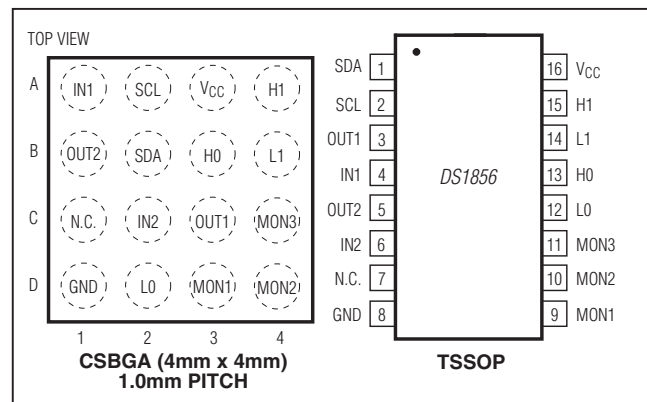 TOP VIEW
A IN1 SCL VCC H1
B OUT2 SDA H0 L1
C N.C. IN2 OUT1 MON3
D GND L0 MON1 MON2
1 2 3 4
CSBGA (4mm x 4mm)
1.0mm PITCH
SDA 1 16 VCC
SCL 2 15 H1
OUT1 3 14 L1
IN1 4 DS1856 13 H0
OUT2 5 12 L0
IN2 6 11 MON3
N.C. 7 10 MON2
GND 8 9 MON1
TSSOP